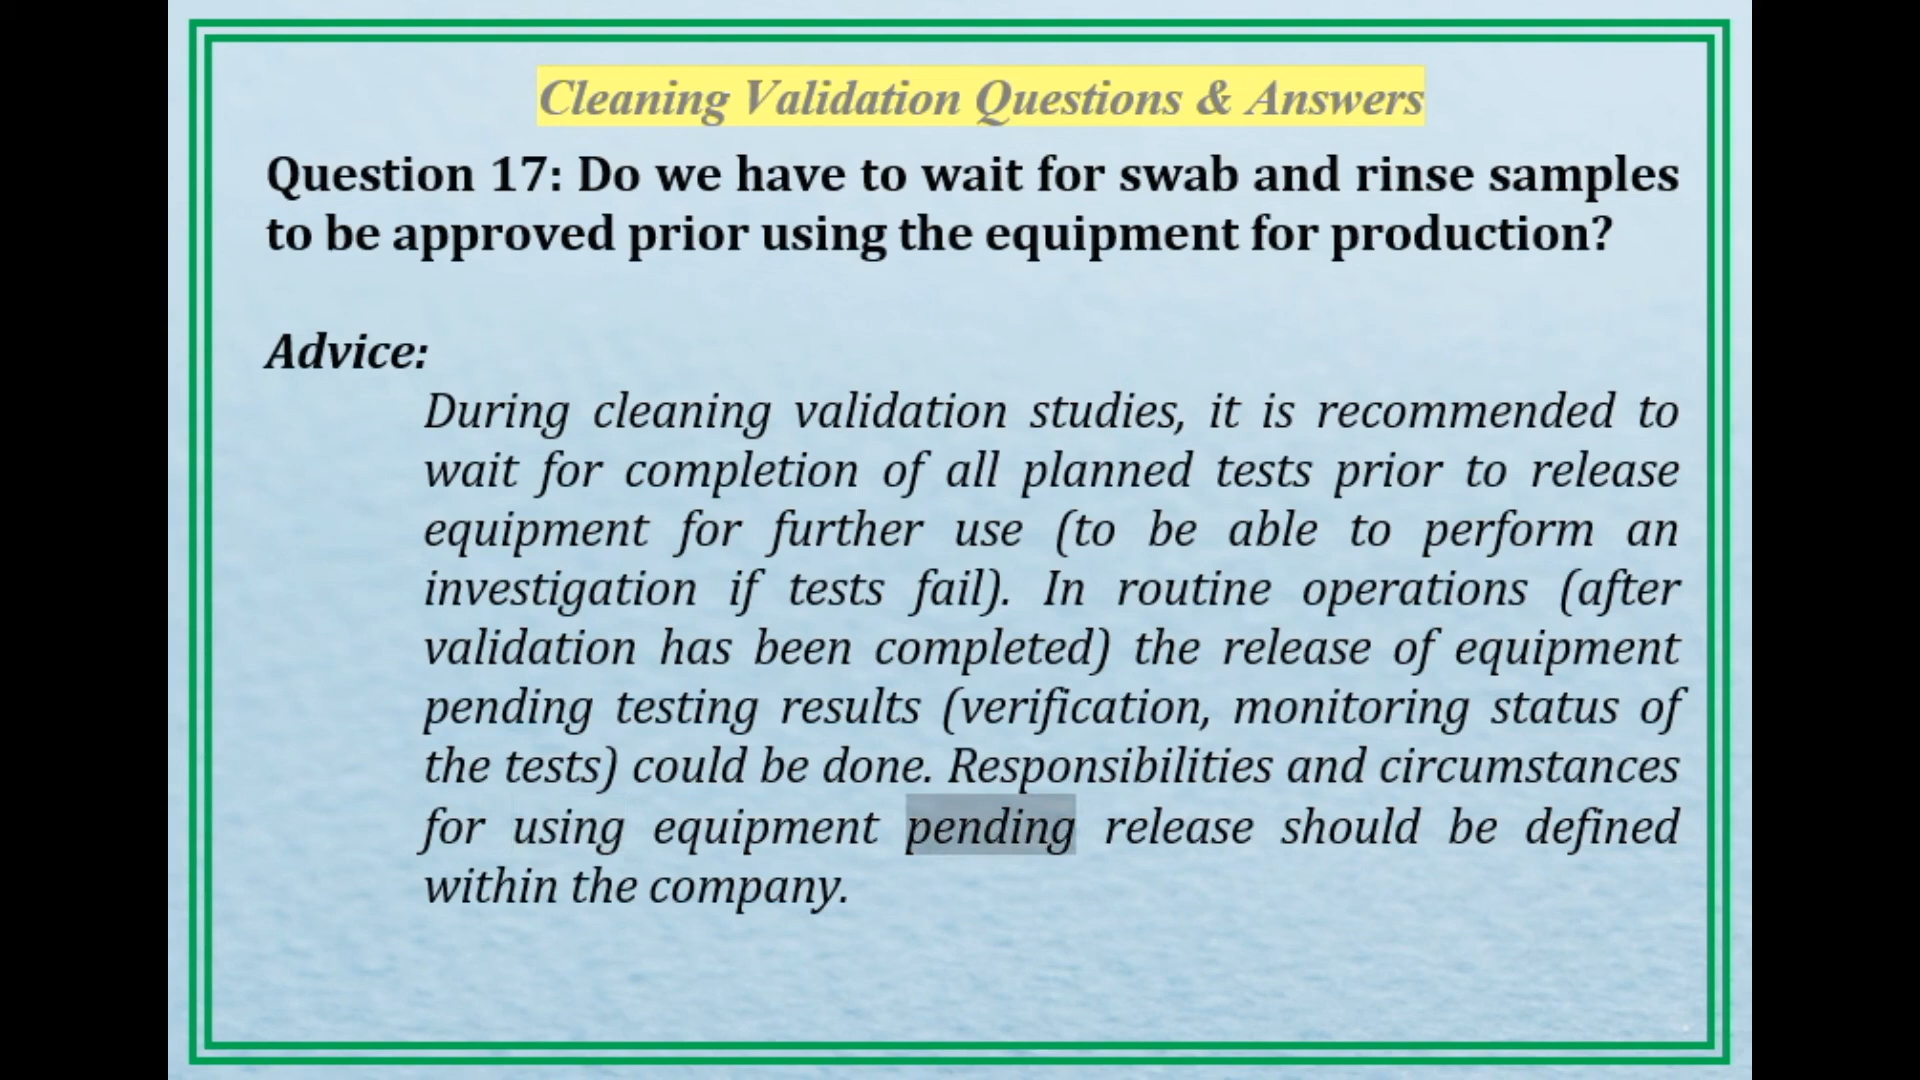 Cleaning Validation Questions & Answers
Question 17: Do we have to wait for swab and rinse samples
to be approved prior using the equipment for production?
Advice:
During cleaning validation studies, it is recommended to
wait for completion of all planned tests prior to release
equipment for further use (to be able to perform an
investigation if tests fail). In routine operations (after
validation has been completed) the release of equipment
pending testing results (verification, monitoring status of
the tests) could be done. Responsibilities and circumstances
for using equipment pending release should be defined
within the company.